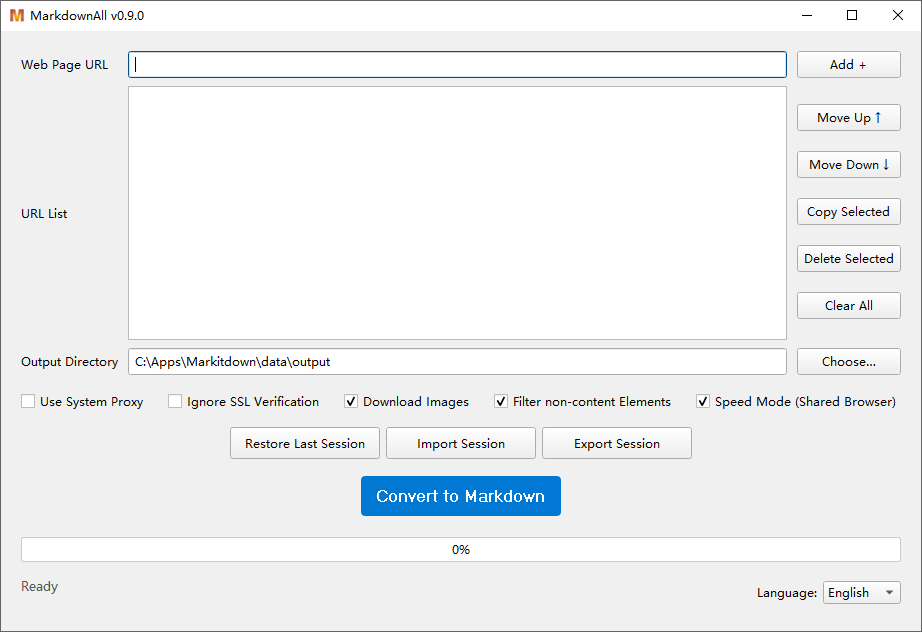 MarkdownAll v0.9.0
Web Page URL
Add +
Move Up ↑
Move Down ↓
URL List
Copy Selected
Delete Selected
Clear All
Output Directory C:\Apps\Markitdown\data\output Choose...
Use System Proxy Ignore SSL Verification Download Images Filter non-content Elements Speed Mode (Shared Browser)
Restore Last Session Import Session Export Session
Convert to Markdown
0%
Ready
Language: English